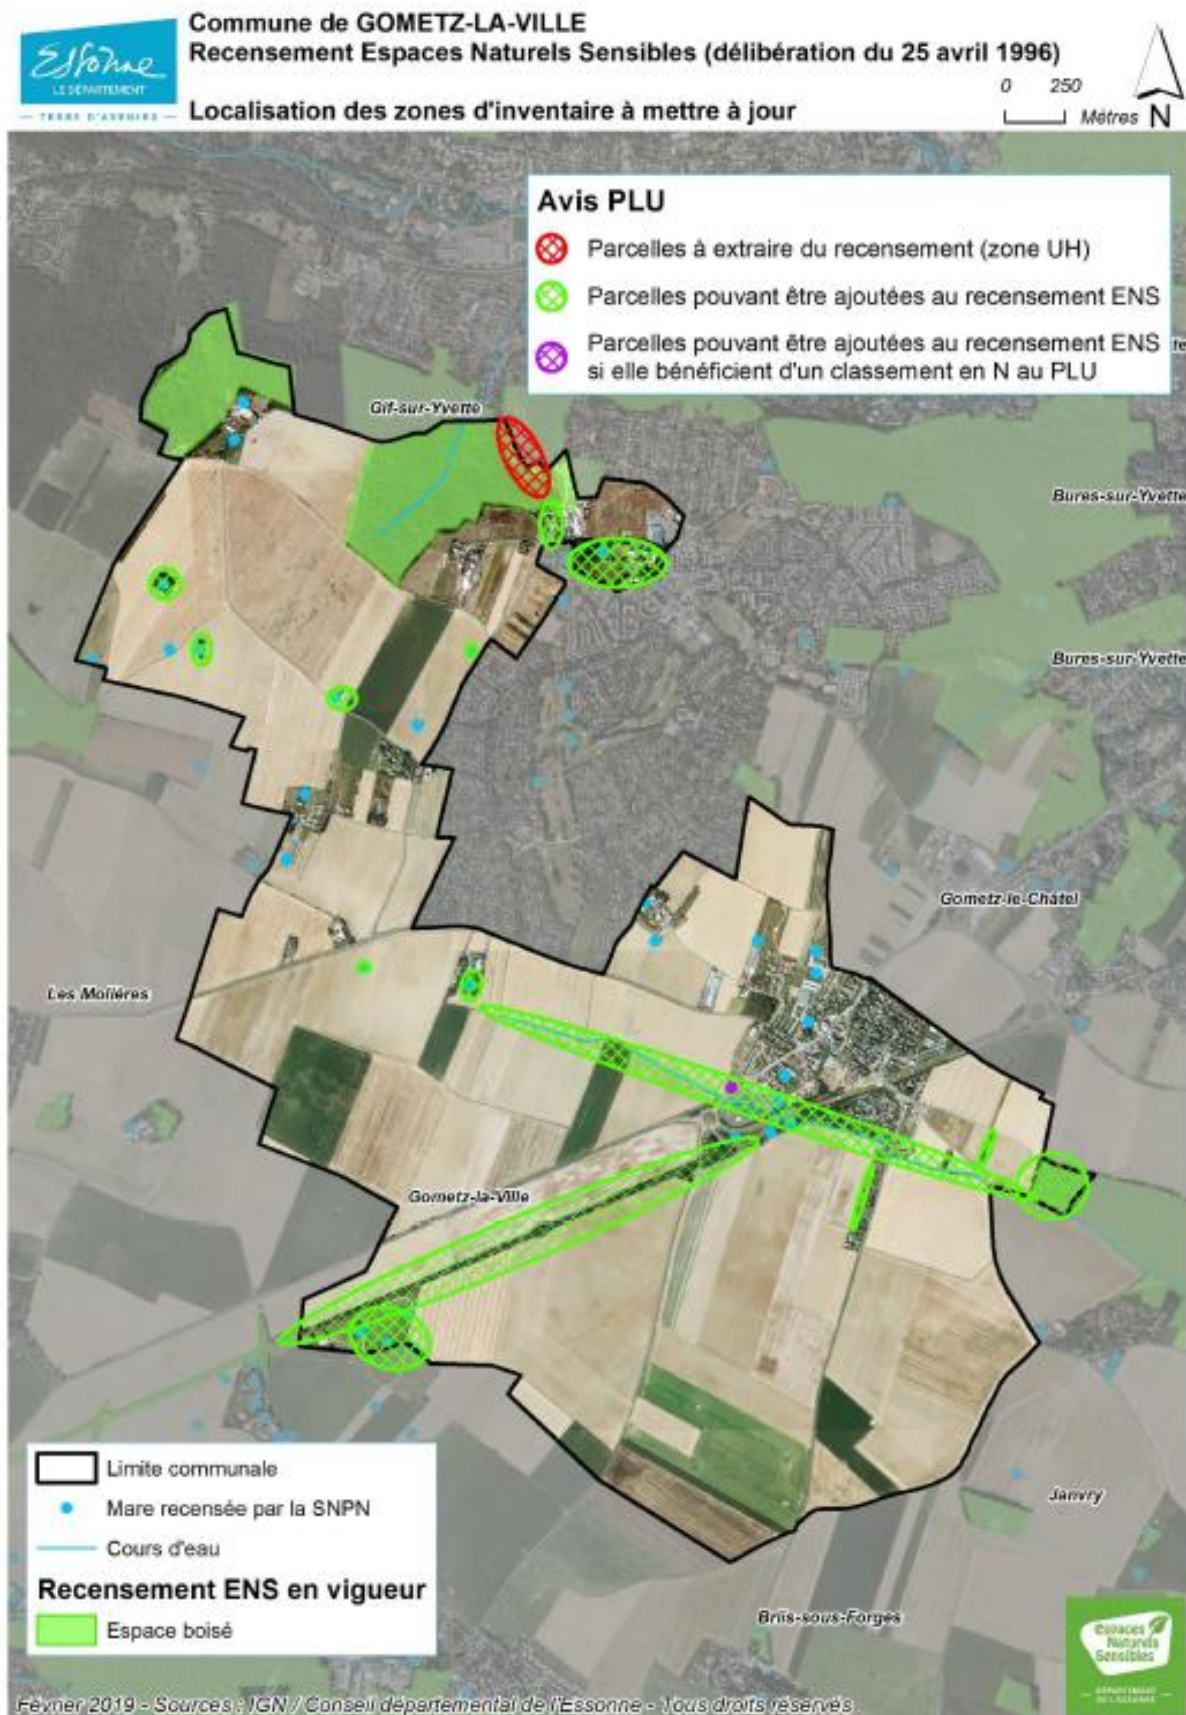 Essonne
LE DÉPARTEMENT
TERRE D'AVENIRS
Commune de GOMETZ-LA-VILLE
Recensement Espaces Naturels Sensibles (délibération du 25 avril 1996)
Localisation des zones d'inventaire à mettre à jour
0 250
Mètres N
Avis PLU
Parcelles à extraire du recensement (zone UH)
Parcelles pouvant être ajoutées au recensement ENS
Parcelles pouvant être ajoutées au recensement ENS
si elle bénéficient d'un classement en N au PLU
Gif-sur-Yvette
Bures-sur-Yvette
Bures-sur-Yvette
Gometz-le-Châtel
Les Molières
Gometz-la-Ville
Janvry
Briis-sous-Forges
Limite communale
Mare recensée par la SNPN
Cours d'eau
Recensement ENS en vigueur
Espace boisé
Espaces
Naturels
Sensibles
DÉPARTEMENT
DE L'ESSONNE
Février 2019 - Sources : IGN / Conseil départemental de l'Essonne - Tous droits réservés